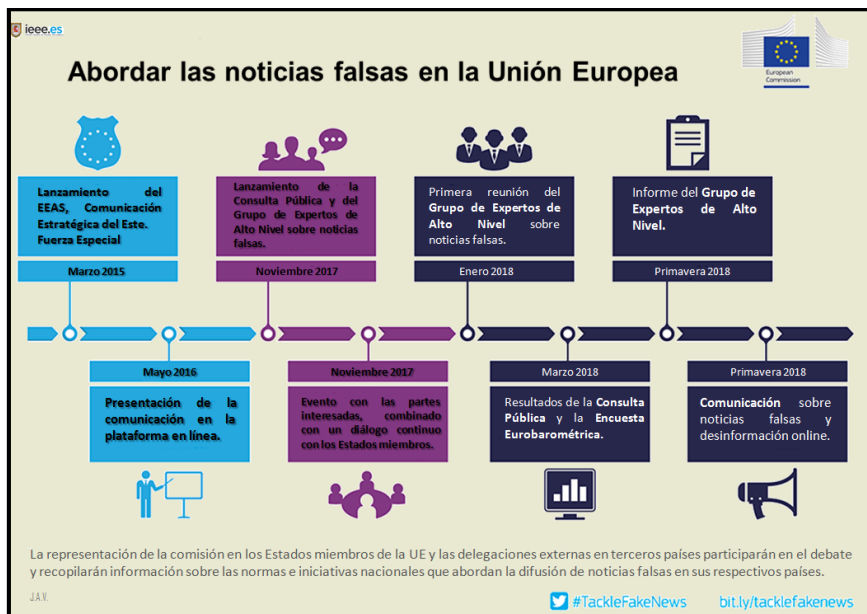 ieee.es
Abordar las noticias falsas en la Unión Europea
European
Commission
Lanzamiento del
EEAS, Comunicación
Estratégica del Este.
Fuerza Especial
Marzo 2015
Lanzamiento de la
Consulta Pública y del
Grupo de Expertos de
Alto Nivel sobre noticias
falsas.
Noviembre 2017
Primera reunión del
Grupo de Expertos de
Alto Nivel sobre
noticias falsas.
Enero 2018
Informe del Grupo de
Expertos de Alto
Nivel.
Primavera 2018
Mayo 2016
Presentación de la
comunicación en la
plataforma en línea.
Noviembre 2017
Evento con las partes
interesadas, combinado
con un diálogo continuo
con los Estados miembros.
Marzo 2018
Resultados de la Consulta
Pública y la Encuesta
Eurobarométrica.
Primavera 2018
Comunicación sobre
noticias falsas y
desinformación online.
La representación de la comisión en los Estados miembros de la UE y las delegaciones externas en terceros países participarán en el debate
y recopilarán información sobre las normas e iniciativas nacionales que abordan la difusión de noticias falsas en sus respectivos países.
J.A.V.
#TackleFakeNews
bit.ly/tacklefakenews